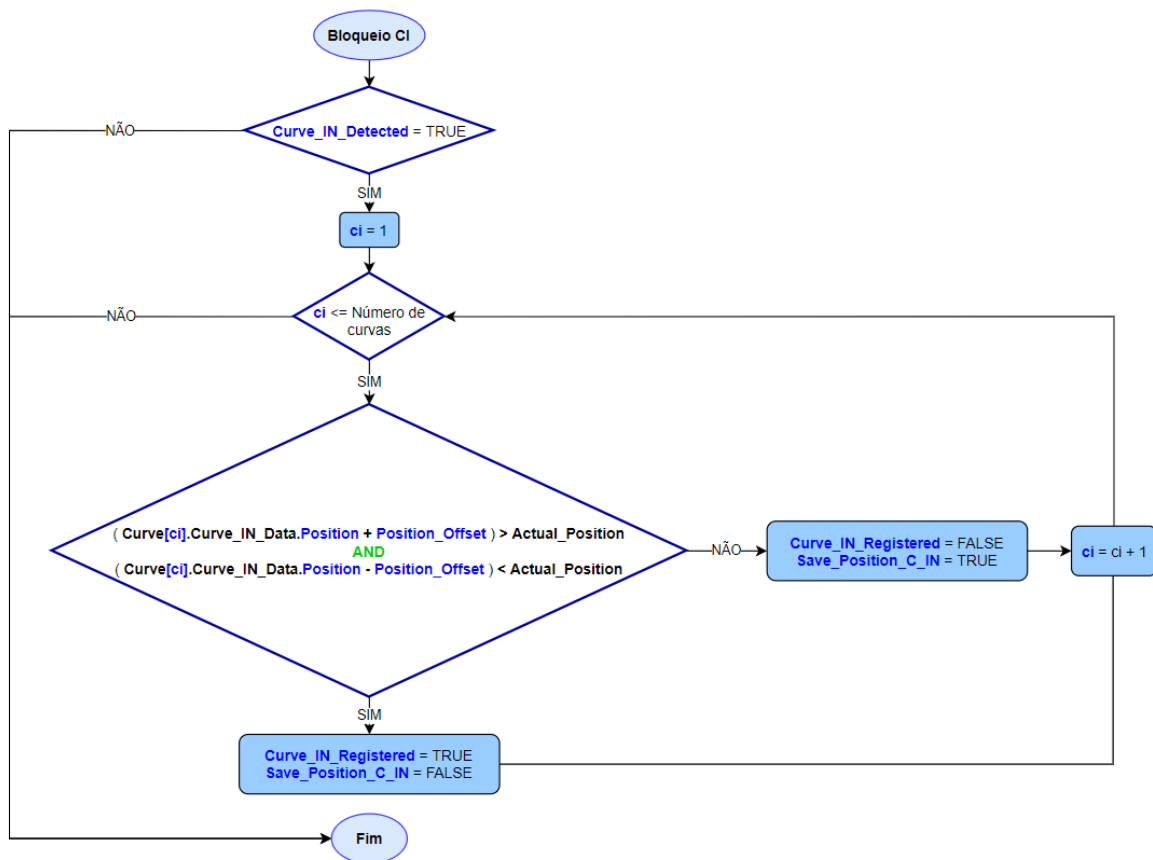 Bloqueio CI
Curve_IN_Detected = TRUE
NÃO
SIM
ci = 1
ci <= Número de
curvas
NÃO
SIM
( Curve[ci].Curve_IN_Data.Position + Position_Offset ) > Actual_Position
AND
( Curve[ci].Curve_IN_Data.Position - Position_Offset ) < Actual_Position
NÃO
Curve_IN_Registered = FALSE
Save_Position_C_IN = TRUE
ci = ci + 1
SIM
Curve_IN_Registered = TRUE
Save_Position_C_IN = FALSE
Fim